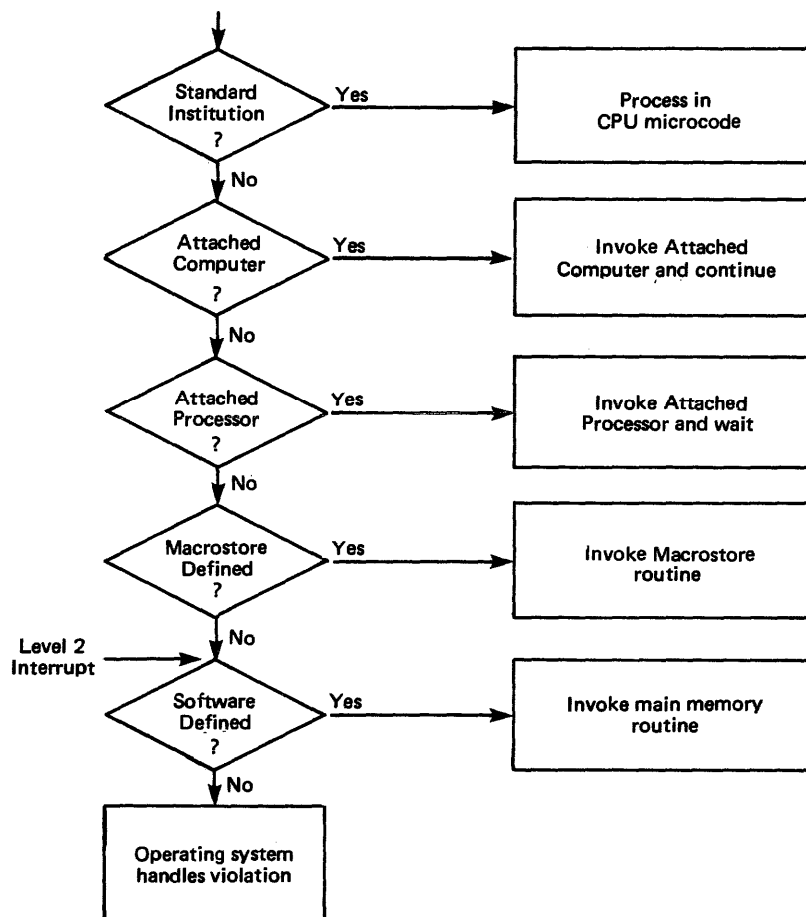 Standard
Institution
?
Yes
Process in
CPU microcode
No
Attached
Computer
?
Yes
Invoke Attached
Computer and continue
No
Attached
Processor
?
Yes
Invoke Attached
Processor and wait
No
Macrostore
Defined
?
Yes
Invoke Macrostore
routine
No
Level 2
Interrupt
Software
Defined
?
Yes
Invoke main memory
routine
No
Operating system
handles violation